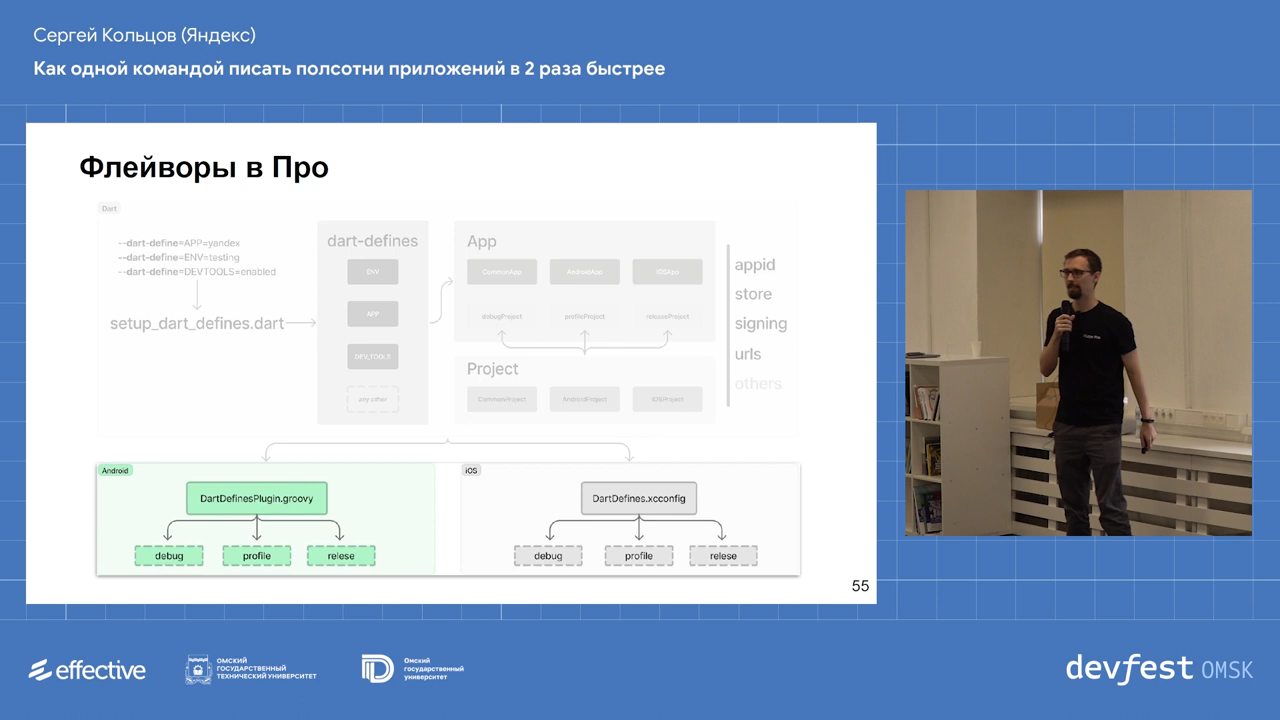 Сергей Кольцов (Яндекс)
Как одной командой писать полсотни приложений в 2 раза быстрее
Флейворы в Про
Dart
--dart-define=APP=yandex
--dart-define=ENV=testing
--dart-define=DEVTOOLS=enabled
setup_dart_defines.dart
dart-defines
ENV
APP
DEV_TOOLS
any other
App
CommonApp
AndroidApp
IOSApp
debugProject
profileProject
releaseProject
Project
CommonProject
AndroidProject
IOSProject
appid
store
signing
urls
others
Android
DartDefinesPlugin.groovy
debug
profile
relese
iOS
DartDefines.xcconfig
debug
profile
relese
55
effective
ОМСКИЙ
ГОСУДАРСТВЕННЫЙ
ТЕХНИЧЕСКИЙ УНИВЕРСИТЕТ
Омский
государственный
университет
devfest OMSK